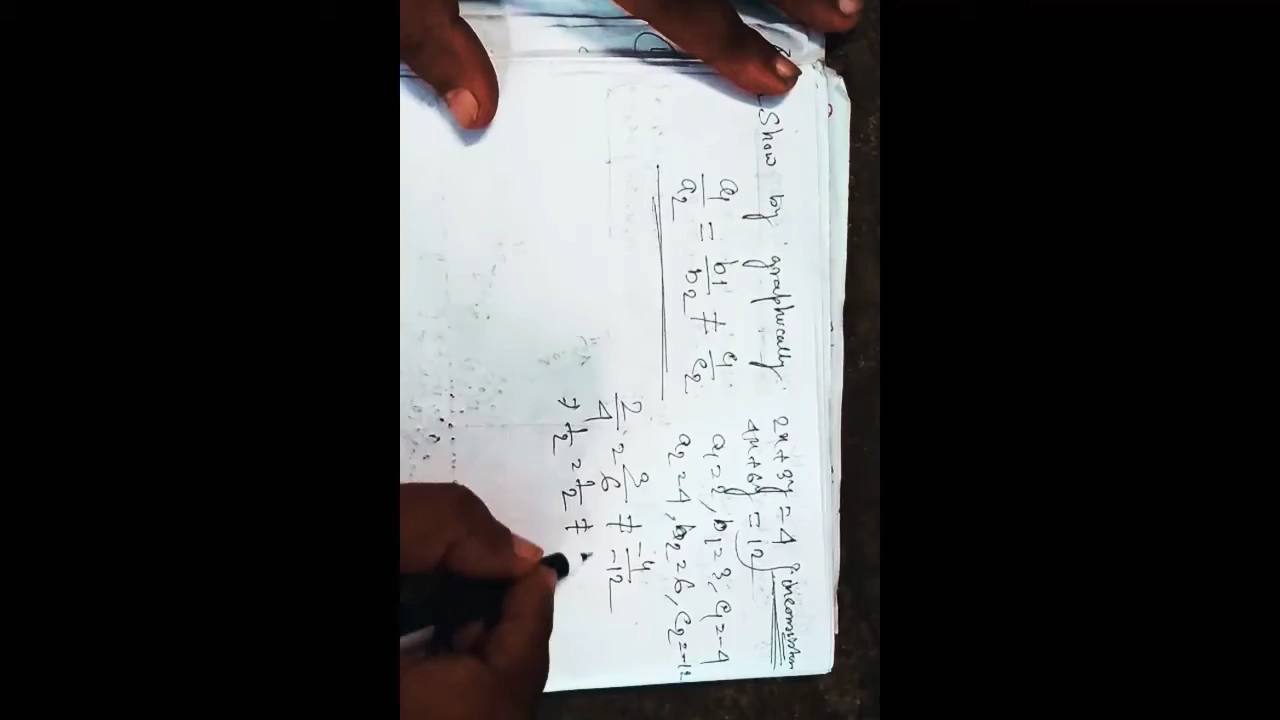 Show by graphically 2x + 3y = 4
4x + 6y = 12
a1/a2 = b1/b2 ≠ c1/c2
a1 = 2, b1 = 3, c1 = -4
a2 = 4, b2 = 6, c2 = -12
2/4 = 3/6 ≠ -4/-12
⇒ 1/2 = 1/2 ≠